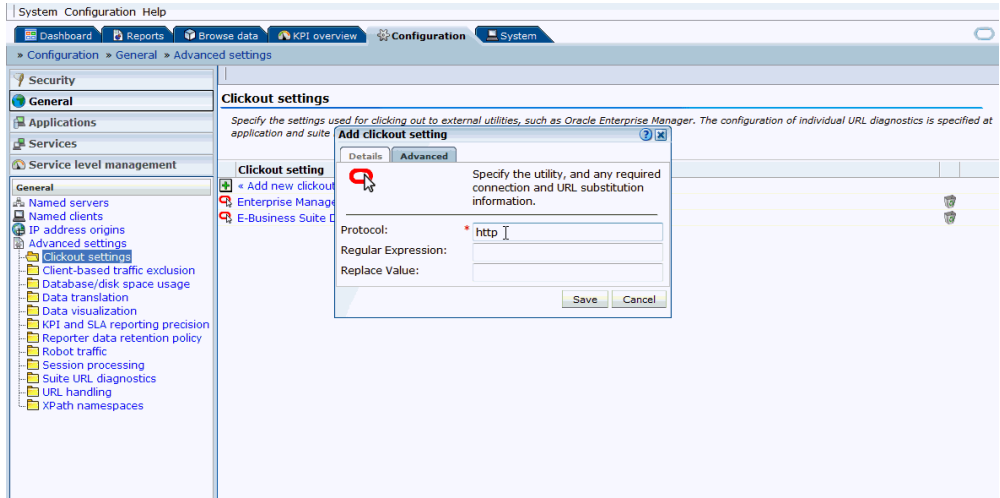 System Configuration Help
Dashboard Reports Browse data KPI overview Configuration System
» Configuration » General » Advanced settings
Security
General
Applications
Services
Service level management
General
Named servers
Named clients
IP address origins
Advanced settings
Clickout settings
Client-based traffic exclusion
Database/disk space usage
Data translation
Data visualization
KPI and SLA reporting precision
Reporter data retention policy
Robot traffic
Session processing
Suite URL diagnostics
URL handling
XPath namespaces
Clickout settings
Specify the settings used for clicking out to external utilities, such as Oracle Enterprise Manager. The configuration of individual URL diagnostics is specified at
application and suite
Clickout setting
« Add new clickout
Enterprise Manage
E-Business Suite D
Add clickout setting
Details Advanced
Specify the utility, and any required
connection and URL substitution
information.
Protocol: * http
Regular Expression:
Replace Value:
Save Cancel